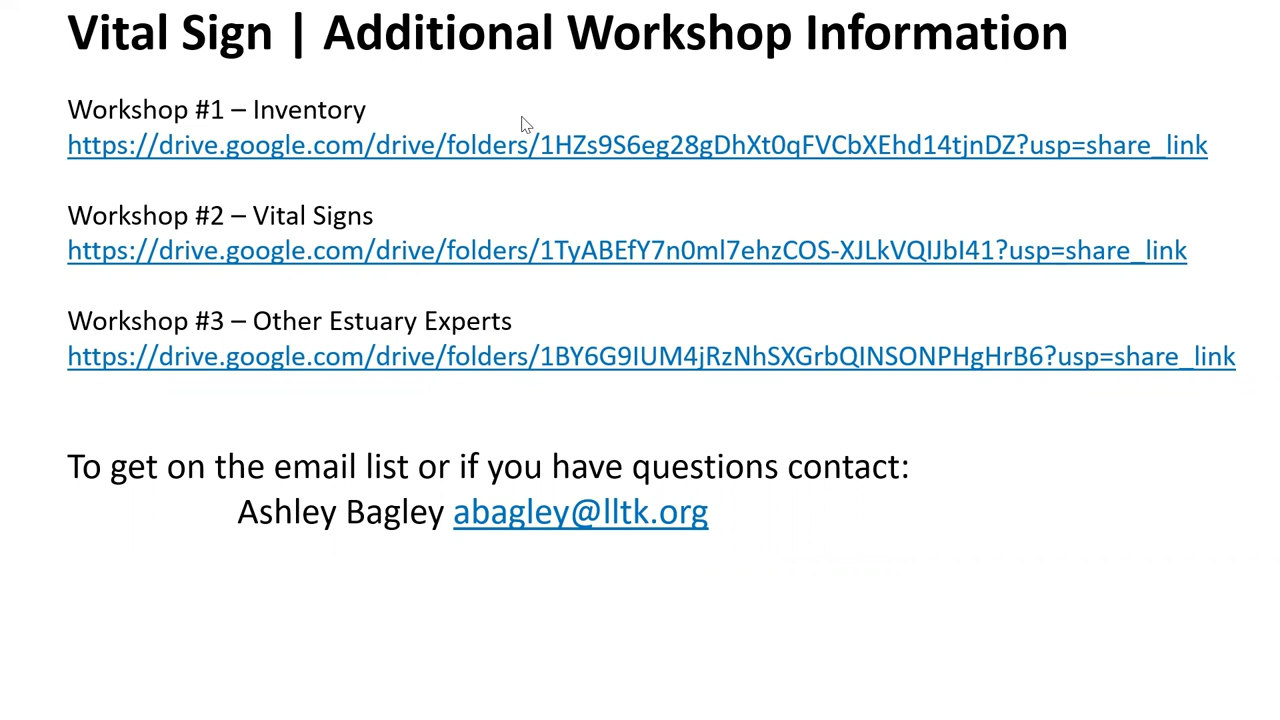 Vital Sign | Additional Workshop Information
Workshop #1 – Inventory
https://drive.google.com/drive/folders/1HZs9S6eg28gDhXt0qFVCbXEhd14tjnDZ?usp=share_link
Workshop #2 – Vital Signs
https://drive.google.com/drive/folders/1TyABEfY7n0ml7ehzCOS-XJLkVQIJbI41?usp=share_link
Workshop #3 – Other Estuary Experts
https://drive.google.com/drive/folders/1BY6G9IUM4jRzNhSXGrbQINSONPHgHrB6?usp=share_link
To get on the email list or if you have questions contact:
Ashley Bagley abagley@lltk.org